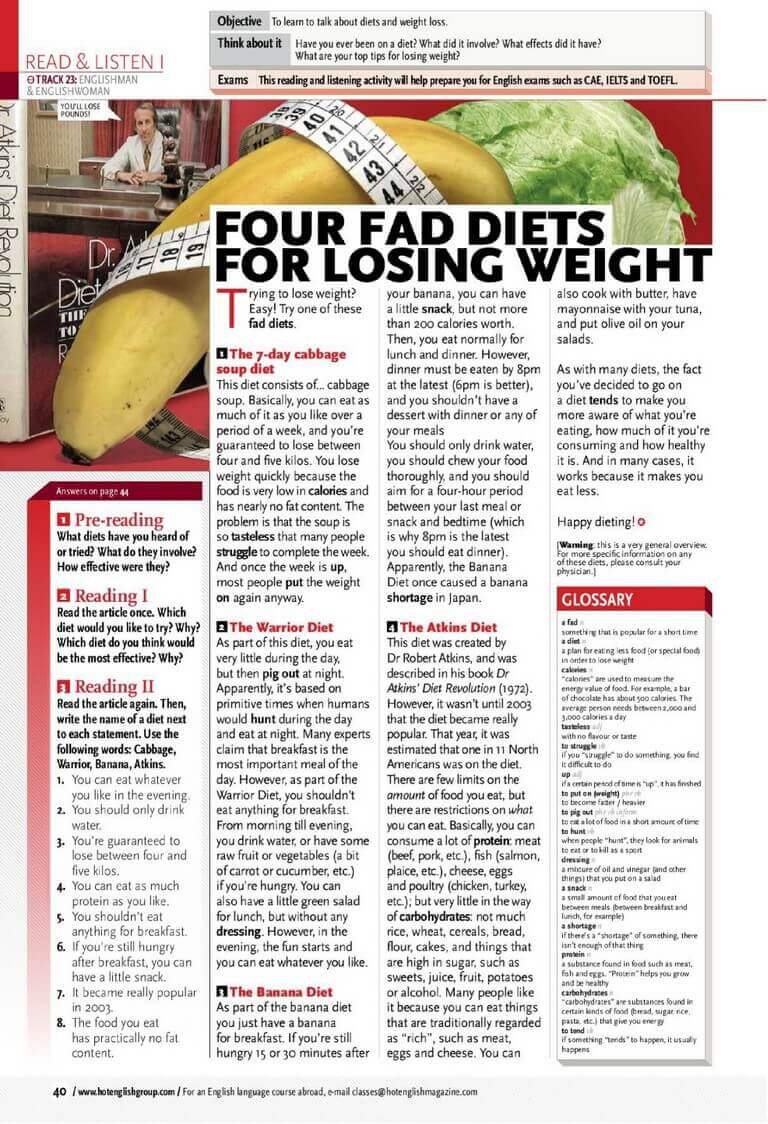 Objective To learn to talk about diets and weight loss.
Think about it Have you ever been on a diet? What did it involve? What effects did it have?
What are your top tips for losing weight?
Exams This reading and listening activity will help prepare you for English exams such as CAE, IELTS and TOEFL.
READ & LISTEN I
TRACK 23: ENGLISHMAN
& ENGLISHWOMAN
YOU'LL LOSE
POUNDS!
Dr Atkins Diet Revolution
Dr. A
Diet
THE
TO
R
FOUR FAD DIETS
FOR LOSING WEIGHT
Trying to lose weight?
Easy! Try one of these
fad diets.
1 The 7-day cabbage
soup diet
This diet consists of... cabbage
soup. Basically, you can eat as
much of it as you like over a
period of a week, and you're
guaranteed to lose between
four and five kilos. You lose
weight quickly because the
food is very low in calories and
has nearly no fat content. The
problem is that the soup is
so tasteless that many people
struggle to complete the week.
And once the week is up,
most people put the weight
on again anyway.
2 The Warrior Diet
As part of this diet, you eat
very little during the day,
but then pig out at night.
Apparently, it's based on
primitive times when humans
would hunt during the day
and eat at night. Many experts
claim that breakfast is the
most important meal of the
day. However, as part of the
Warrior Diet, you shouldn't
eat anything for breakfast.
From morning till evening,
you drink water, or have some
raw fruit or vegetables (a bit
of carrot or cucumber, etc.)
if you're hungry. You can
also have a little green salad
for lunch, but without any
dressing. However, in the
evening, the fun starts and
you can eat whatever you like.
3 The Banana Diet
As part of the banana diet
you just have a banana
for breakfast. If you're still
hungry 15 or 30 minutes after
your banana, you can have
a little snack, but not more
than 200 calories worth.
Then, you eat normally for
lunch and dinner. However,
dinner must be eaten by 8pm
at the latest (6pm is better),
and you shouldn't have a
dessert with dinner or any of
your meals
You should only drink water,
you should chew your food
thoroughly, and you should
aim for a four-hour period
between your last meal or
snack and bedtime (which
is why 8pm is the latest
you should eat dinner).
Apparently, the Banana
Diet once caused a banana
shortage in Japan.
4 The Atkins Diet
This diet was created by
Dr Robert Atkins, and was
described in his book Dr
Atkins' Diet Revolution (1972).
However, it wasn't until 2003
that the diet became really
popular. That year, it was
estimated that one in 11 North
Americans was on the diet.
There are few limits on the
amount of food you eat, but
there are restrictions on what
you can eat. Basically, you can
consume a lot of protein: meat
(beef, pork, etc.), fish (salmon,
plaice, etc.), cheese, eggs
and poultry (chicken, turkey,
etc.); but very little in the way
of carbohydrates: not much
rice, wheat, cereals, bread,
flour, cakes, and things that
are high in sugar, such as
sweets, juice, fruit, potatoes
or alcohol. Many people like
it because you can eat things
that are traditionally regarded
as "rich", such as meat,
eggs and cheese. You can
also cook with butter, have
mayonnaise with your tuna,
and put olive oil on your
salads.
As with many diets, the fact
you've decided to go on
a diet tends to make you
more aware of what you're
eating, how much of it you're
consuming and how healthy
it is. And in many cases, it
works because it makes you
eat less.
Happy dieting!
[Warning: this is a very general overview.
For more specific information on any
of these diets, please consult your
physician.]
Answers on page 44
1 Pre-reading
What diets have you heard of
or tried? What do they involve?
How effective were they?
2 Reading I
Read the article once. Which
diet would you like to try? Why?
Which diet do you think would
be the most effective? Why?
3 Reading II
Read the article again. Then,
write the name of a diet next
to each statement. Use the
following words: Cabbage,
Warrior, Banana, Atkins.
1. You can eat whatever
you like in the evening.
2. You should only drink
water.
3. You're guaranteed to
lose between four and
five kilos.
4. You can eat as much
protein as you like.
5. You shouldn't eat
anything for breakfast.
6. If you're still hungry
after breakfast, you can
have a little snack.
7. It became really popular
in 2003.
8. The food you eat
has practically no fat
content.
GLOSSARY
a fad n
something that is popular for a short time
a diet n
a plan for eating less food (or special food)
in order to lose weight
calories n
"calories" are used to measure the
energy value of food. For example, a bar
of chocolate has about 500 calories. The
average person needs between 2,000 and
3,000 calories a day
tasteless adj
with no flavour or taste
to struggle vb
if you "struggle" to do something, you find
it difficult to do
up adj
if a certain period of time is "up", it has finished
to put on (weight) phr vb
to become fatter / heavier
to pig out phr vb inform
to eat a lot of food in a short amount of time
to hunt vb
when people "hunt", they look for animals
to eat or to kill as a sport
dressing n
a mixture of oil and vinegar (and other
things) that you put on a salad
a snack n
a small amount of food that you eat
between meals (between breakfast and
lunch, for example)
a shortage n
if there's a "shortage" of something, there
isn't enough of that thing
protein n
a substance found in food such as meat,
fish and eggs. "Protein" helps you grow
and be healthy
carbohydrates n
"carbohydrates" are substances found in
certain kinds of food (bread, sugar, rice,
pasta, etc.) that give you energy
to tend vb
if something "tends" to happen, it usually
happens
40 / www.hotenglishgroup.com / For an English language course abroad, e-mail classes@hotenglishmagazine.com